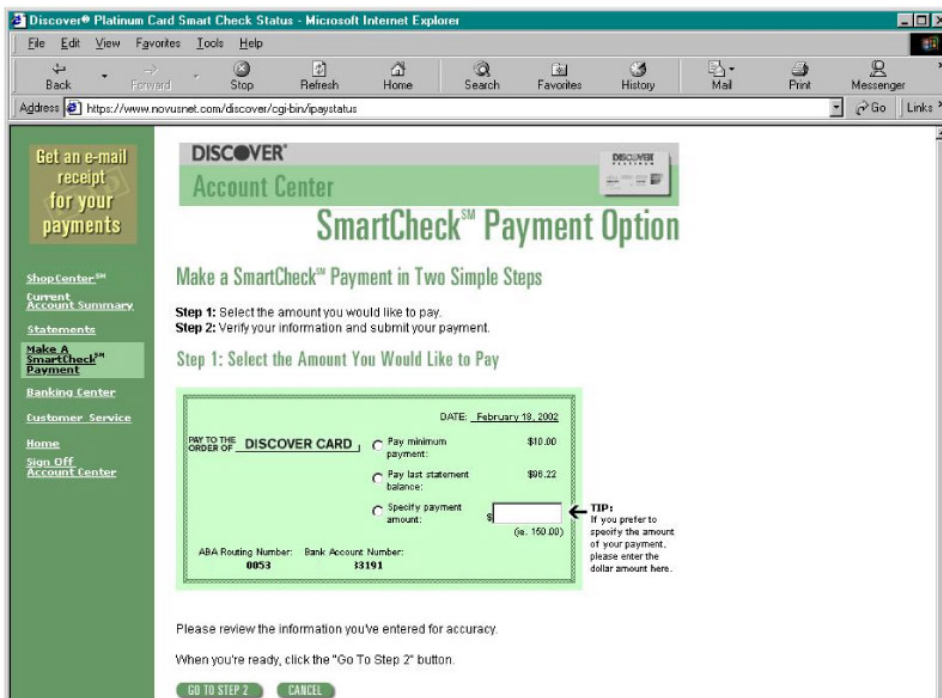 Discover® Platinum Card Smart Check Status - Microsoft Internet Explorer
File Edit View Favorites Tools Help
Back Forward Stop Refresh Home Search Favorites History Mail Print Messenger
Address https://www.novusnet.com/discover/cgi-bin/ipaystatus Go Links
Get an e-mail
receipt
for your
payments
ShopCenter℠
Current
Account Summary
Statements
Make A
SmartCheck℠
Payment
Banking Center
Customer Service
Home
Sign Off
Account Center
DISCOVER®
DISCOVER
PLATINUM
Account Center
SmartCheck℠ Payment Option
Make a SmartCheck℠ Payment in Two Simple Steps
Step 1: Select the amount you would like to pay.
Step 2: Verify your information and submit your payment.
Step 1: Select the Amount You Would Like to Pay
DATE: February 18, 2002
PAY TO THE
ORDER OF DISCOVER CARD
Pay minimum
payment: $10.00
Pay last statement
balance: $96.22
Specify payment
amount: $
(ie. 150.00)
ABA Routing Number: Bank Account Number:
0053 33191
TIP:
If you prefer to
specify the amount
of your payment,
please enter the
dollar amount here.
Please review the information you've entered for accuracy.
When you're ready, click the "Go To Step 2" button.
GO TO STEP 2 CANCEL